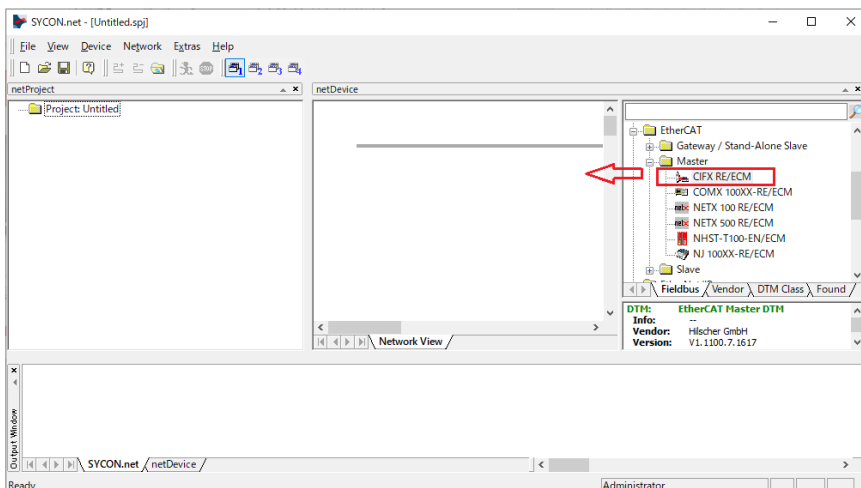 SYCON.net - [Untitled.spj]
File View Device Network Extras Help
netProject
netDevice
Project: Untitled
EtherCAT
Gateway / Stand-Alone Slave
Master
CIFX RE/ECM
COMX 100XX-RE/ECM
NETX 100 RE/ECM
NETX 500 RE/ECM
NHST-T100-EN/ECM
NJ 100XX-RE/ECM
Slave
Fieldbus Vendor DTM Class Found
DTM: EtherCAT Master DTM
Info: --
Vendor: Hilscher GmbH
Version: V1.1100.7.1617
Network View
Output Window
SYCON.net netDevice
Ready
Administrator